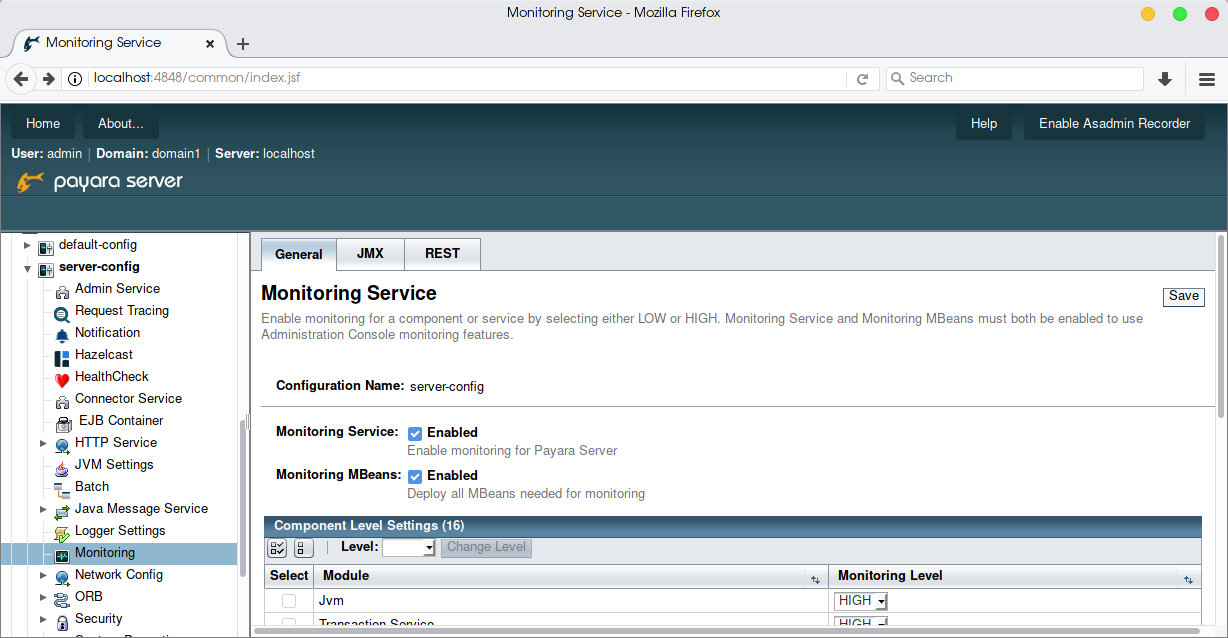 Monitoring Service - Mozilla Firefox
Monitoring Service
localhost:4848/common/index.jsf
Search
Home
About...
Help
Enable Asadmin Recorder
User: admin | Domain: domain1 | Server: localhost
payara server
default-config
server-config
Admin Service
Request Tracing
Notification
Hazelcast
HealthCheck
Connector Service
EJB Container
HTTP Service
JVM Settings
Batch
Java Message Service
Logger Settings
Monitoring
Network Config
ORB
Security
General
JMX
REST
Monitoring Service
Save
Enable monitoring for a component or service by selecting either LOW or HIGH. Monitoring Service and Monitoring MBeans must both be enabled to use
Administration Console monitoring features.
Configuration Name: server-config
Monitoring Service: Enabled
Enable monitoring for Payara Server
Monitoring MBeans: Enabled
Deploy all MBeans needed for monitoring
Component Level Settings (16)
Level:
Change Level
Select Module Monitoring Level
Jvm HIGH
Transaction Service HIGH